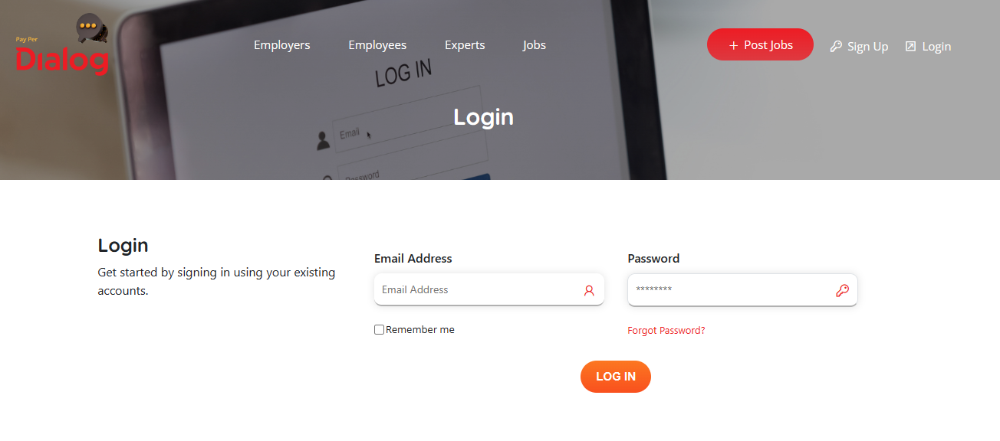 Pay Per
Dialog
Employers
Employees
Experts
Jobs
+ Post Jobs
Sign Up
Login
LOG IN
Login
Email
Password
Login
Get started by signing in using your existing
accounts.
Email Address
Password
Email Address
********
Remember me
Forgot Password?
LOG IN